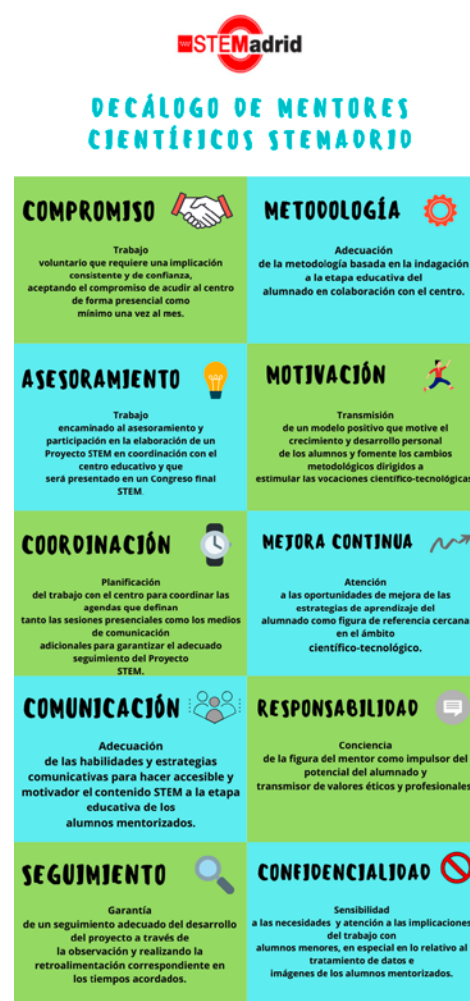 STEMadrid
DECÁLOGO DE MENTORES
CIENTÍFICOS STEMADRID
COMPROMISO
Trabajo
voluntario que requiere una implicación
consistente y de confianza,
aceptando el compromiso de acudir al centro
de forma presencial como
mínimo una vez al mes.
METODOLOGÍA
Adecuación
de la metodología basada en la indagación
a la etapa educativa del
alumnado en colaboración con el centro.
ASESORAMIENTO
Trabajo
encaminado al asesoramiento y
participación en la elaboración de un
Proyecto STEM en coordinación con el
centro educativo y que
será presentado en un Congreso final
STEM.
MOTIVACIÓN
Transmisión
de un modelo positivo que motive el
crecimiento y desarrollo personal
de los alumnos y fomente los cambios
metodológicos dirigidos a
estimular las vocaciones científico-tecnológicas
COORDINACIÓN
Planificación
del trabajo con el centro para coordinar las
agendas que definan
tanto las sesiones presenciales como los medios
de comunicación
adicionales para garantizar el adecuado
seguimiento del Proyecto
STEM.
MEJORA CONTINUA
Atención
a las oportunidades de mejora de las
estrategias de aprendizaje del
alumnado como figura de referencia cercana
en el ámbito
científico-tecnológico.
COMUNICACIÓN
Adecuación
de las habilidades y estrategias
comunicativas para hacer accesible y
motivador el contenido STEM a la etapa
educativa de los
alumnos mentorizados.
RESPONSABILIDAD
Conciencia
de la figura del mentor como impulsor del
potencial del alumnado y
transmisor de valores éticos y profesionales
SEGUIMIENTO
Garantía
de un seguimiento adecuado del desarrollo
del proyecto a través de
la observación y realizando la
retroalimentación correspondiente en
los tiempos acordados.
CONFIDENCIALIDAD
Sensibilidad
a las necesidades y atención a las implicaciones
del trabajo con
alumnos menores, en especial en lo relativo al
tratamiento de datos e
imágenes de los alumnos mentorizados.